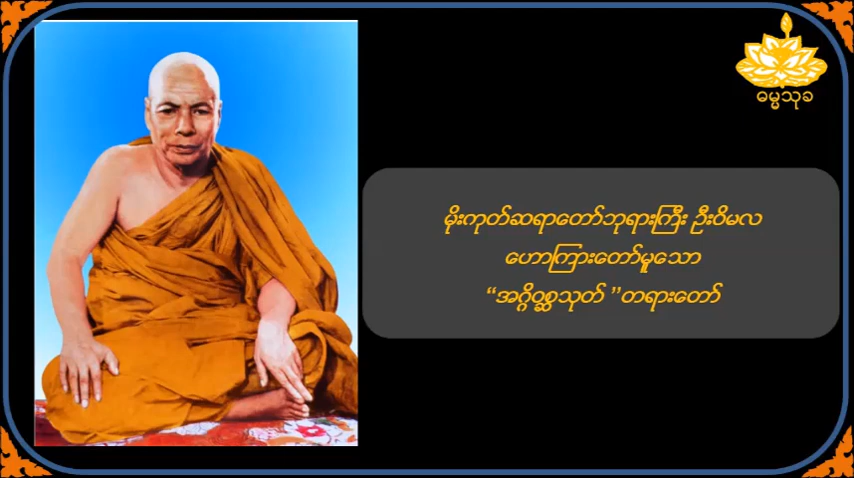 ဓမ္မသုခ
မိုးကုတ်ဆရာတော်ဘုရားကြီး ဦးဝိမလ
ဟောကြားတော်မူသော
“အဂ္ဂိဝစ္ဆသုတ် ”တရားတော်